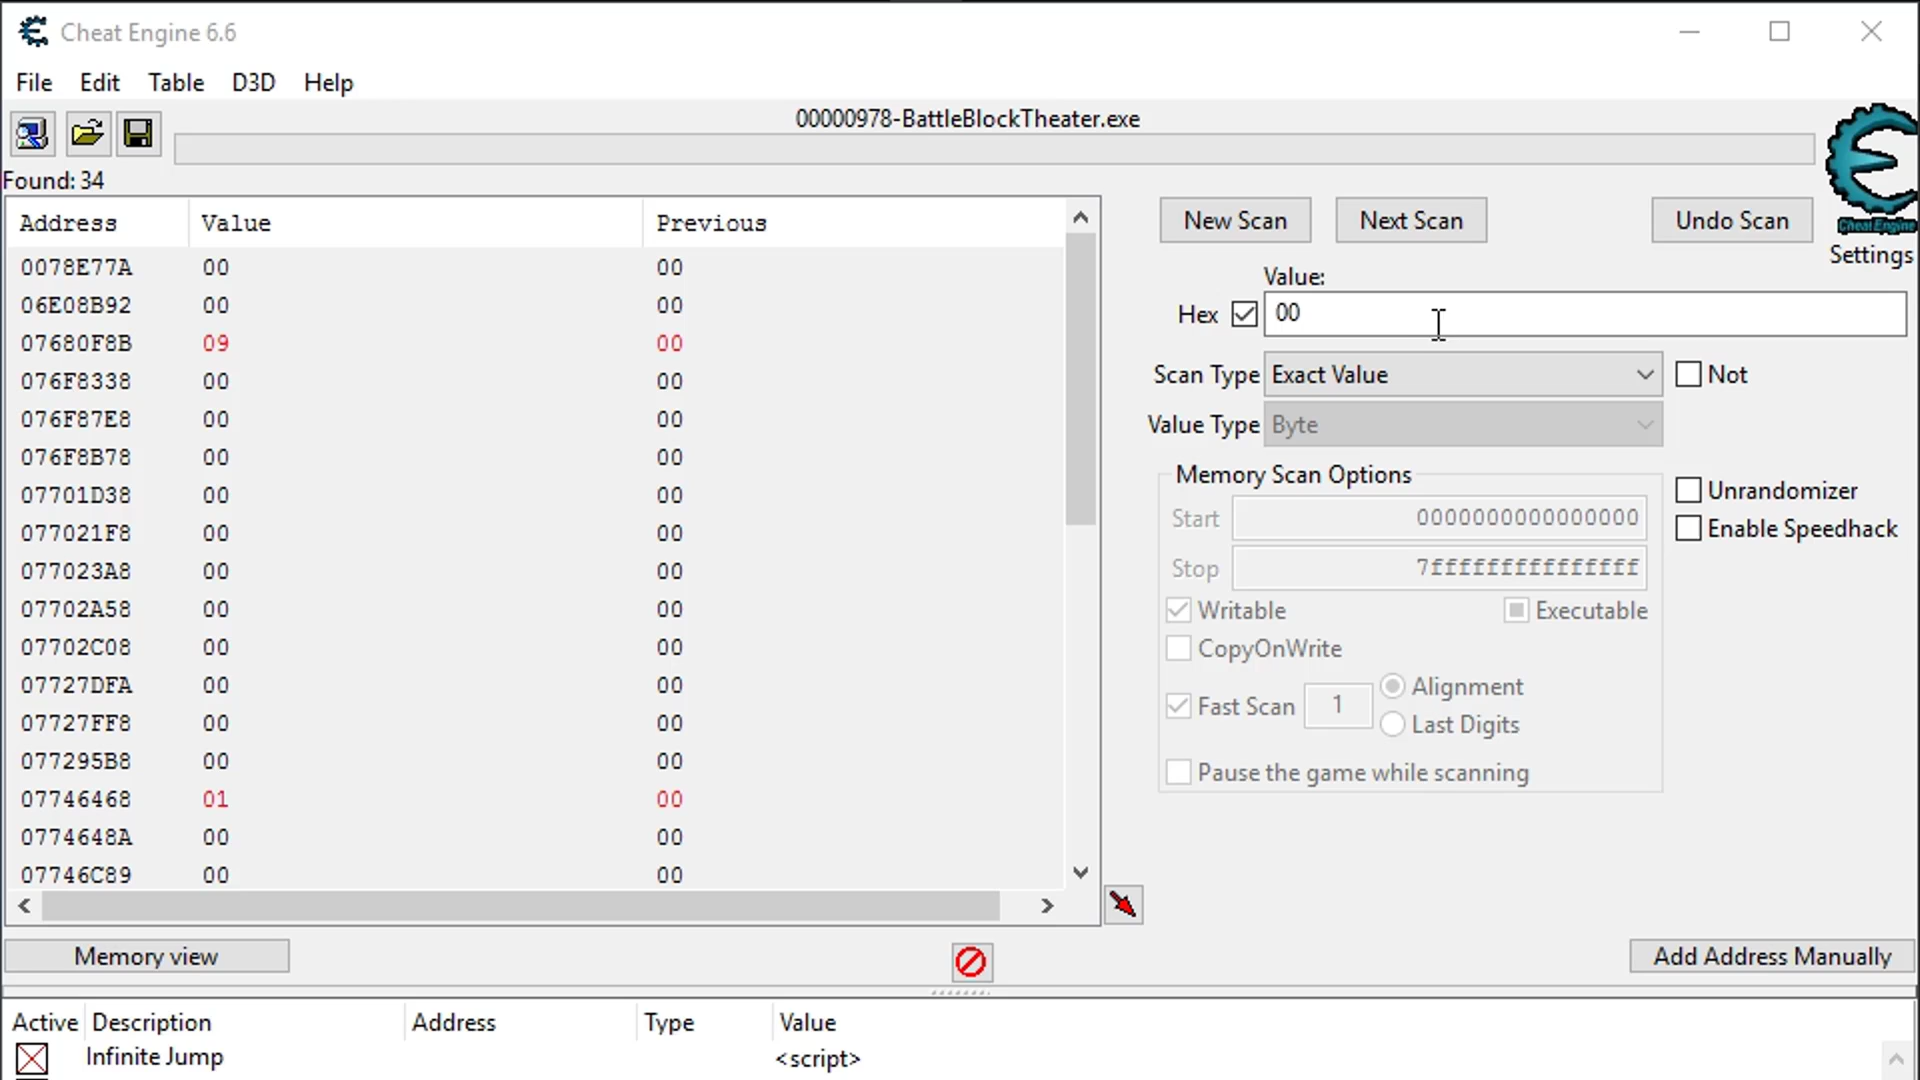 Cheat Engine 6.6
File Edit Table D3D Help
00000978-BattleBlockTheater.exe
Found: 34
Cheat Engine
Settings
Address Value Previous
0078E77A 00 00
06E08B92 00 00
07680F8B 09 00
076F8338 00 00
076F87E8 00 00
076F8B78 00 00
07701D38 00 00
077021F8 00 00
077023A8 00 00
07702A58 00 00
07702C08 00 00
07727DFA 00 00
07727FF8 00 00
077295B8 00 00
07746468 01 00
0774648A 00 00
07746C89 00 00
New Scan Next Scan Undo Scan
Value:
Hex 00
Scan Type Exact Value Not
Value Type Byte
Memory Scan Options
Start 0000000000000000
Stop 7fffffffffffffff
Writable Executable
CopyOnWrite
Fast Scan 1 Alignment
Last Digits
Pause the game while scanning
Unrandomizer
Enable Speedhack
Memory view Add Address Manually
Active Description Address Type Value
Infinite Jump <script>